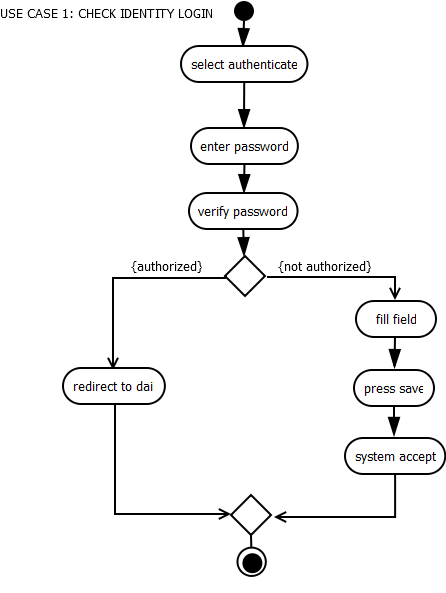 USE CASE 1: CHECK IDENTITY LOGIN
select authenticate
enter password
verify password
{authorized}
{not authorized}
fill field
redirect to dai
press save
system accept